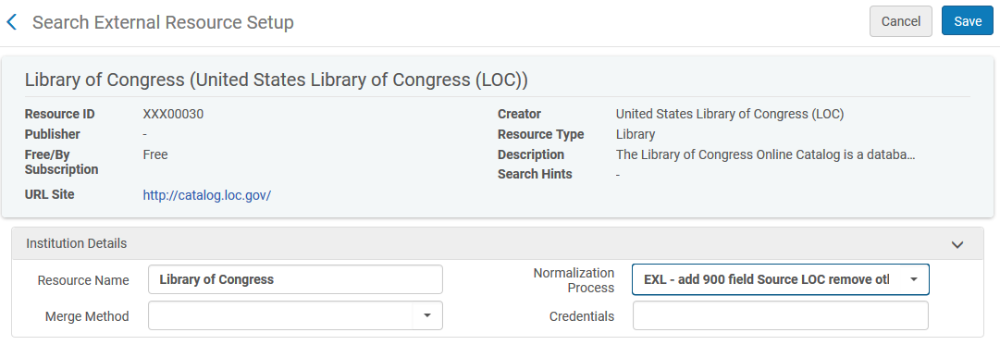 Search External Resource Setup
Cancel
Save
Library of Congress (United States Library of Congress (LOC))
Resource ID XXX00030
Creator United States Library of Congress (LOC)
Publisher -
Resource Type Library
Free/By Subscription Free
Description The Library of Congress Online Catalog is a databa...
Search Hints -
URL Site http://catalog.loc.gov/
Institution Details
Resource Name Library of Congress
Normalization Process EXL - add 900 field Source LOC remove otl
Merge Method
Credentials